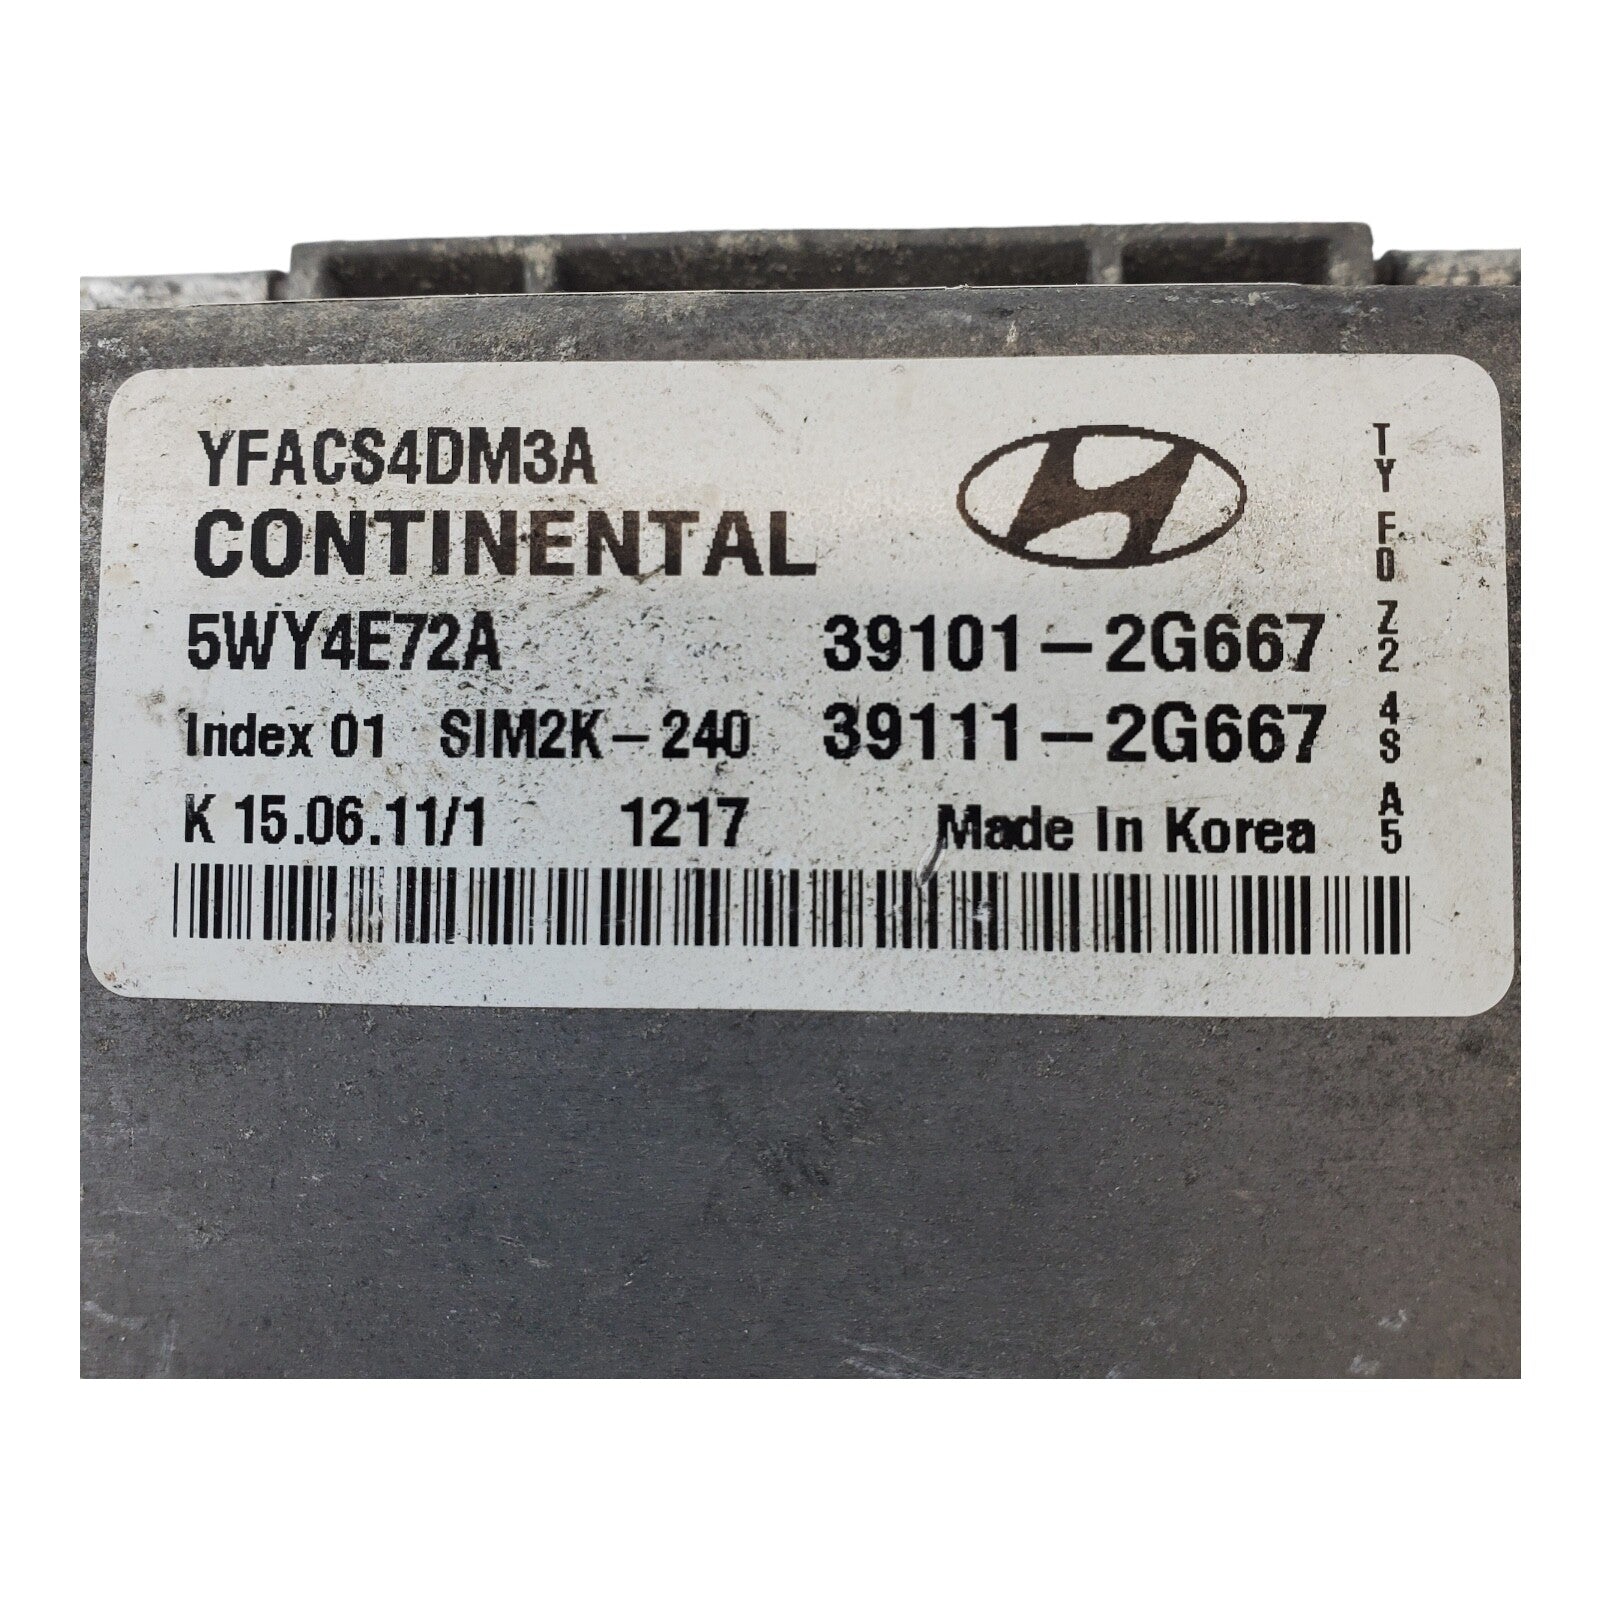 YFACS4DM3A
CONTINENTAL
5WY4E72A 39101-2G667
Index 01 SIM2K-240 39111-2G667
K 15.06.11/1 1217 Made In Korea
TY F0 Z2 4S A5